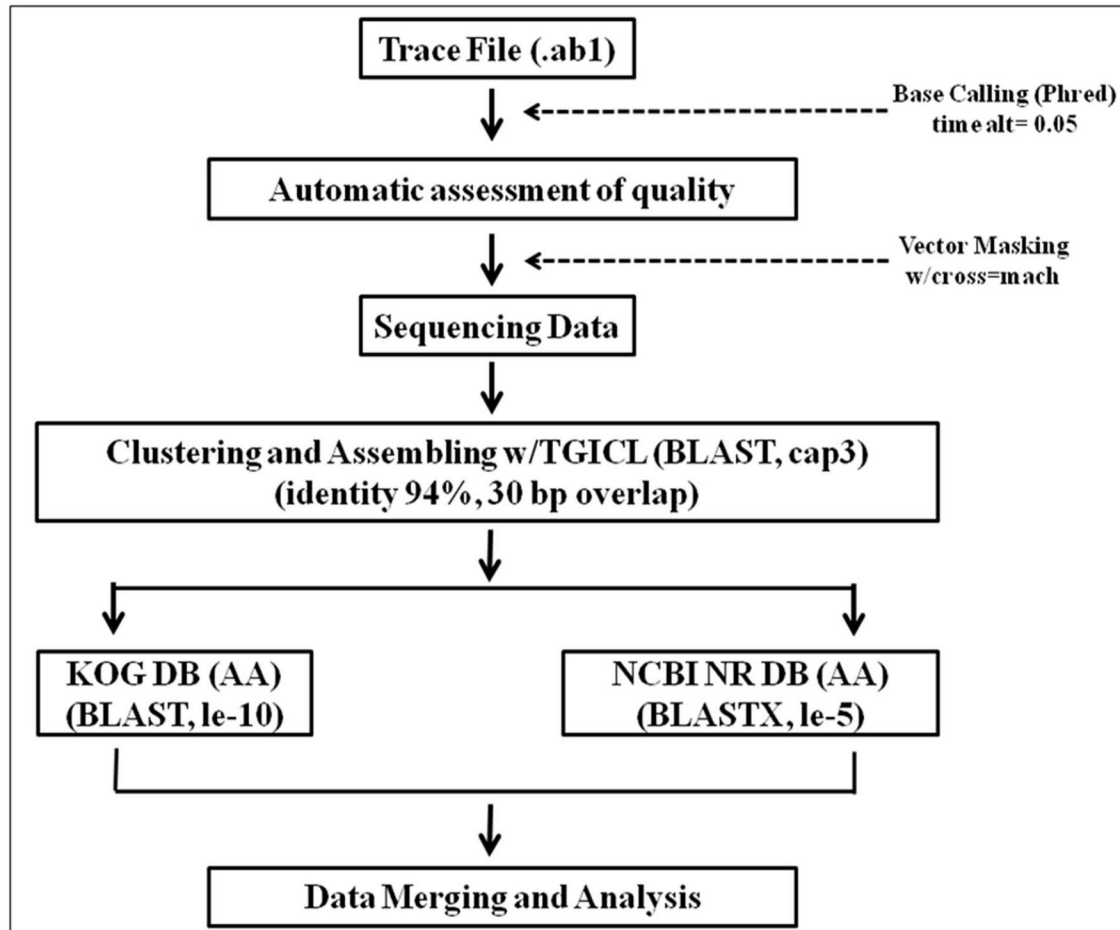 Trace File (.ab1)
Base Calling (Phred)
time alt= 0.05
Automatic assessment of quality
Vector Masking
w/cross=mach
Sequencing Data
Clustering and Assembling w/TGICL (BLAST, cap3)
(identity 94%, 30 bp overlap)
KOG DB (AA)
(BLAST, le-10)
NCBI NR DB (AA)
(BLASTX, le-5)
Data Merging and Analysis